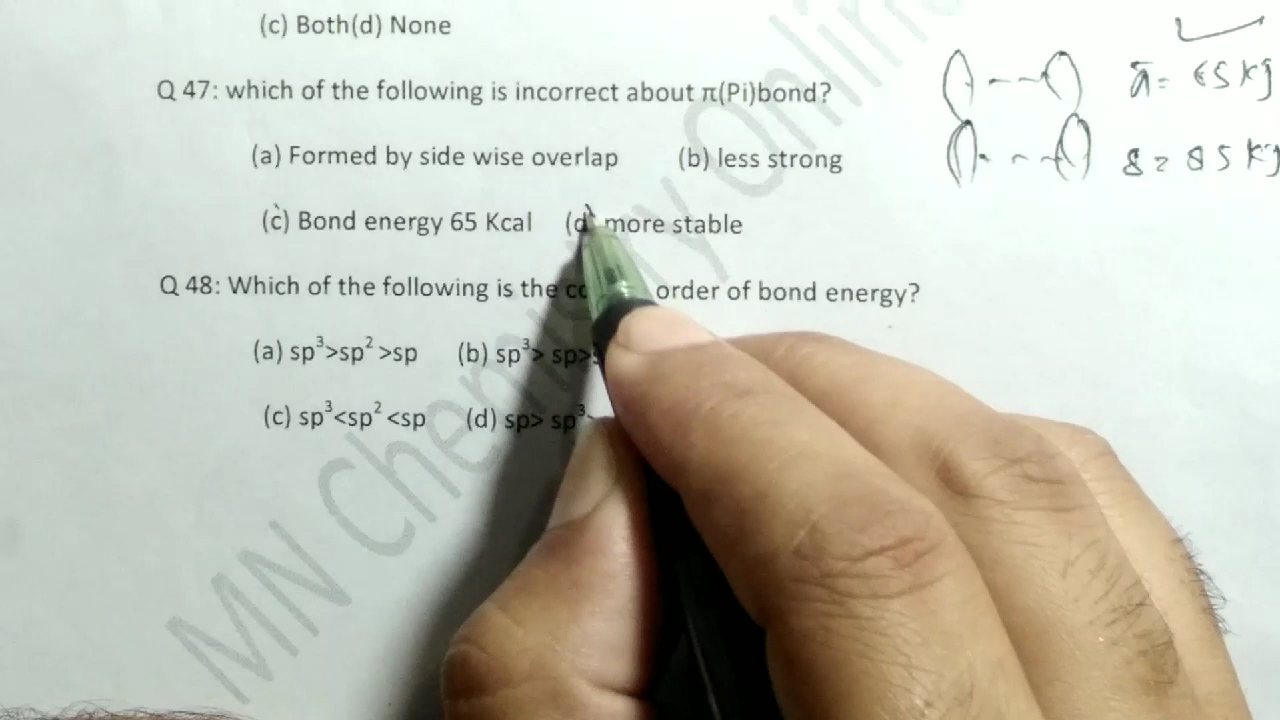 (c) Both(d) None
Q 47: which of the following is incorrect about π(Pi)bond?
(a) Formed by side wise overlap (b) less strong
(c) Bond energy 65 Kcal (d) more stable
Q 48: Which of the following is the order of bond energy?
(a) sp³>sp²>sp (b) sp³> sp>
(c) sp³<sp²<sp (d) sp> sp³
65 kJ
85 kJ
MN Chemistry Online